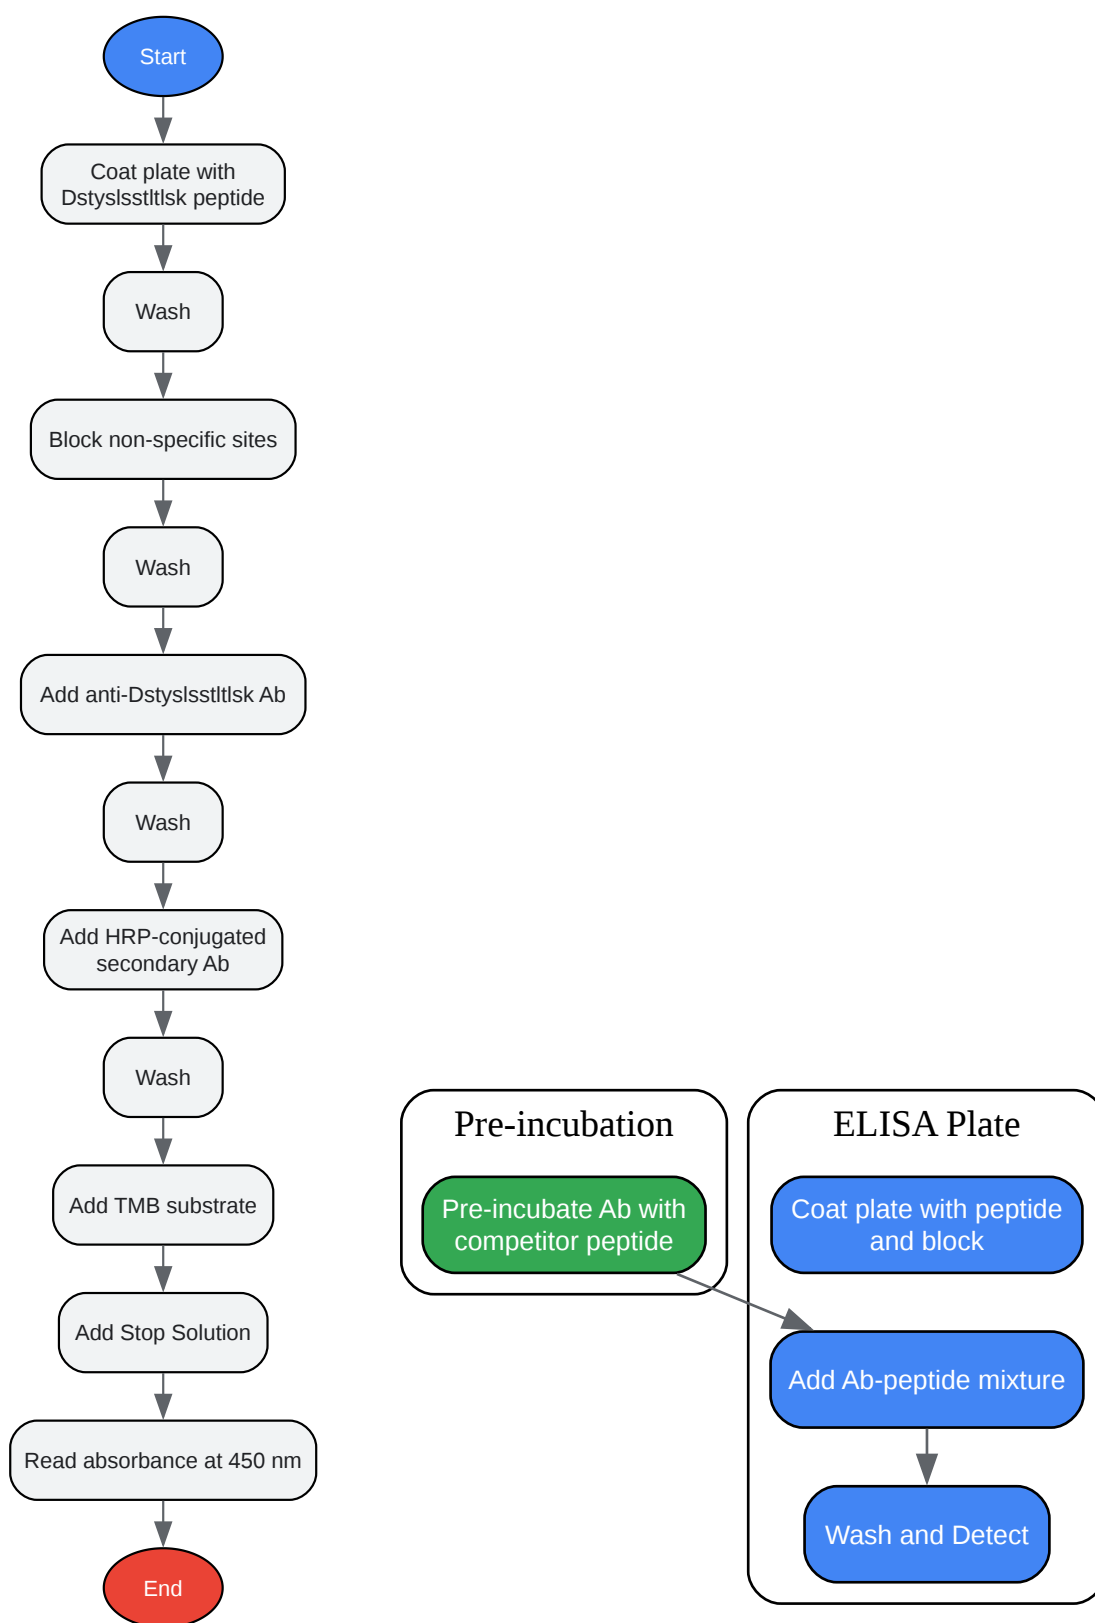 Start
Coat plate with
Dstyslsstltlsk peptide
Wash
Block non-specific sites
Wash
Add anti-Dstyslsstltlsk Ab
Wash
Add HRP-conjugated
secondary Ab
Wash
Add TMB substrate
Add Stop Solution
Read absorbance at 450 nm
End
Pre-incubation
Pre-incubate Ab with
competitor peptide
ELISA Plate
Coat plate with peptide
and block
Add Ab-peptide mixture
Wash and Detect